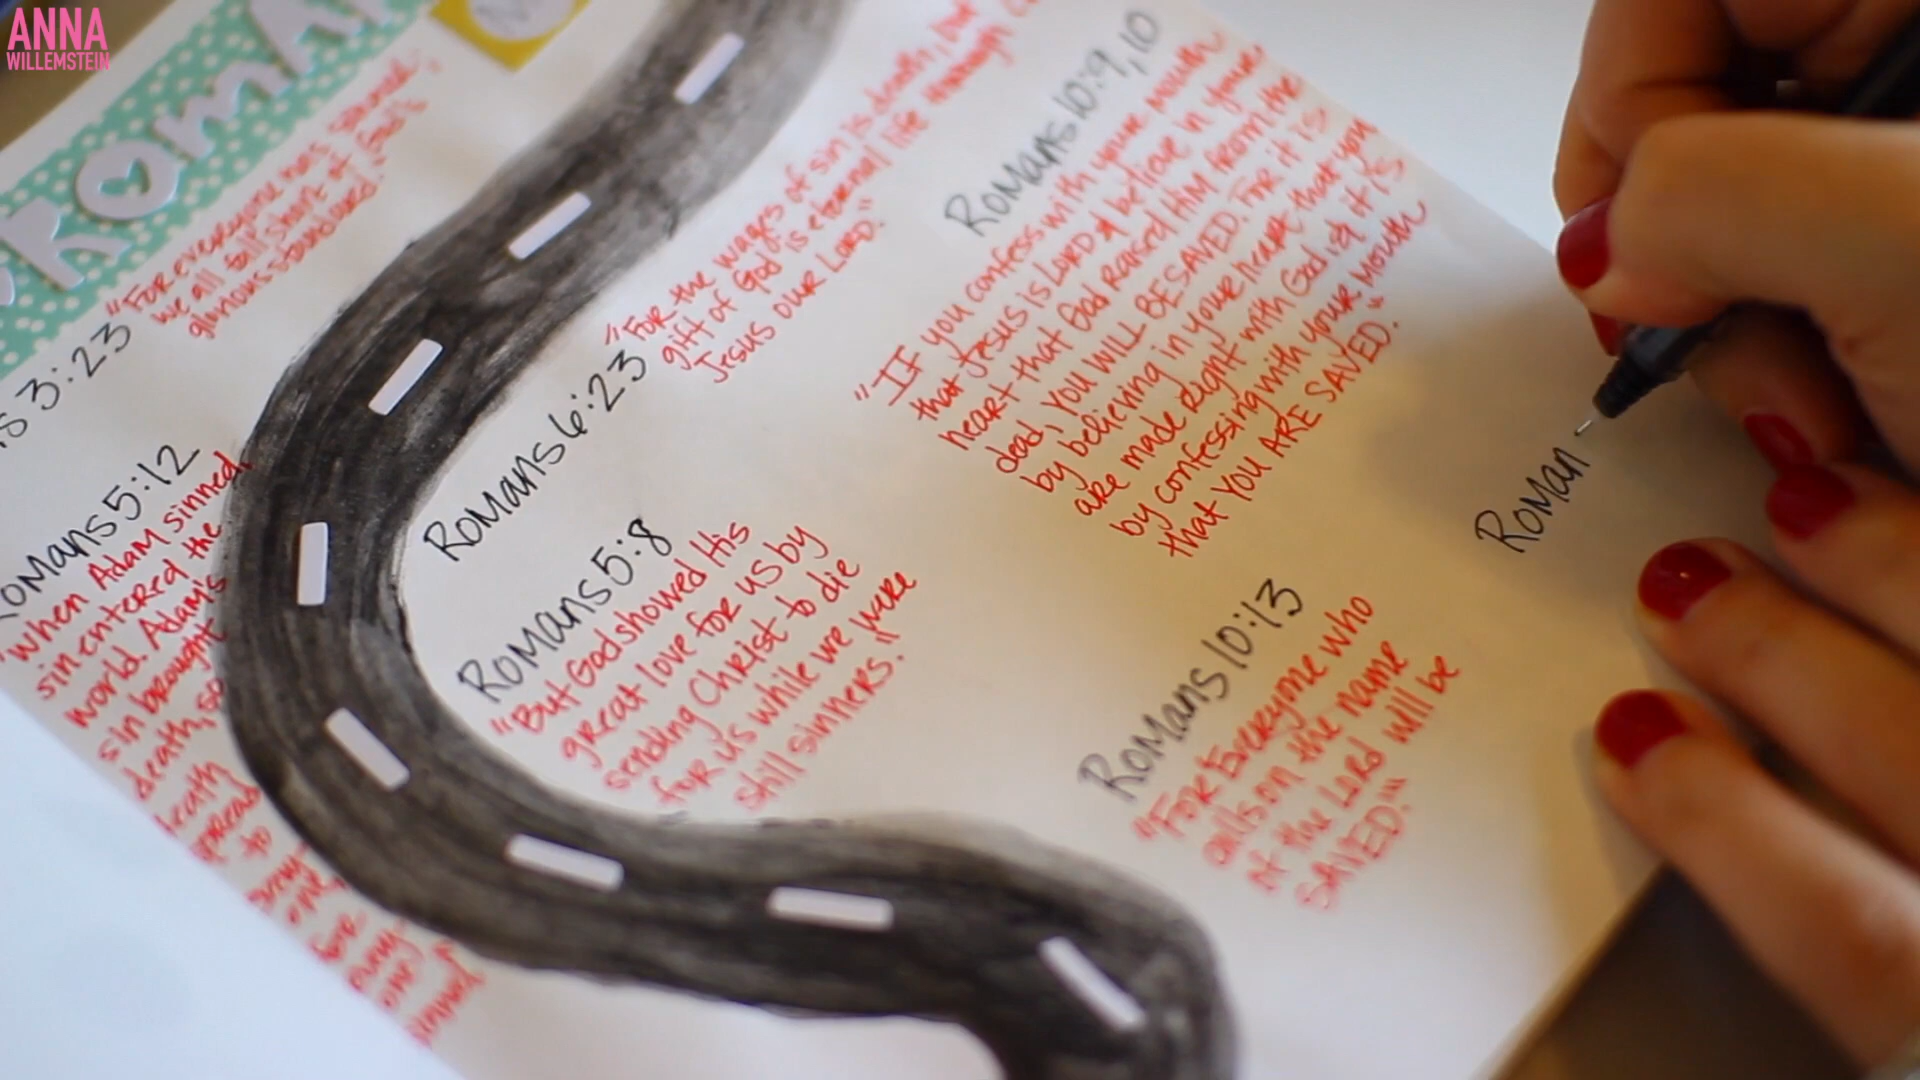 ANNA
WILLEMSTEIN
ROMA
"FOR everyone has sinned,
we all fall short of God's
glorious standard."
s 3:23
Romans 5:12
"When Adam sinned,
sin entered the
world. Adam's
sin brought
death, so
death
spread to
for
sinned
"FOR the wages of sin is death, but
gift of God is eternal life through
Jesus our Lord."
Romans 6:23
Romans 5:8
"But God showed His
great love for us by
sending Christ to die
for us while we were
still sinners."
Romans 10:9,10
"IF you confess with your mouth
that Jesus is LORD & believe in your
heart that God raised HIM from the
dead, YOU WILL BE SAVED. For it is
by believing in your heart that you
are made right with God & it is
by confessing with your mouth
that YOU ARE SAVED."
Romans 10:13
"For Everyone who
calls on the name
of the Lord will be
SAVED."
Roman